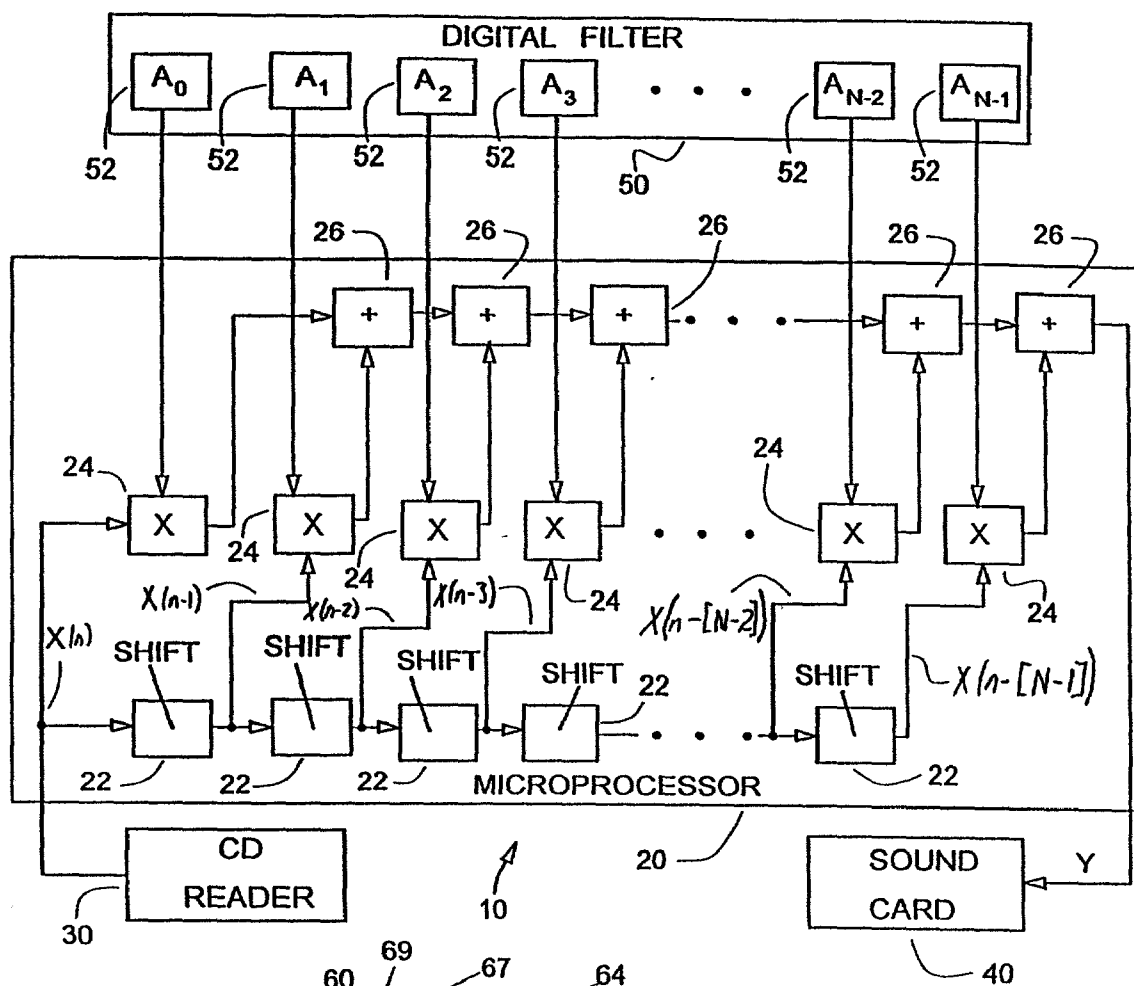 DIGITAL FILTER
A0 A1 A2 A3 • • • AN-2 AN-1
52 52 52 52 50 52 52
26 26 26 26 26
+ + + • • • + +
24 X 24 X 24 X X 24 • • • 24 X X 24
X(n) X(n-1) X(n-2) X(n-3) X(n-[N-2]) X(n-[N-1])
SHIFT SHIFT SHIFT SHIFT • • • SHIFT
22 22 22 22 22
MICROPROCESSOR
CD
READER
30
10
20
SOUND
CARD
Y
40
60 69 67 64